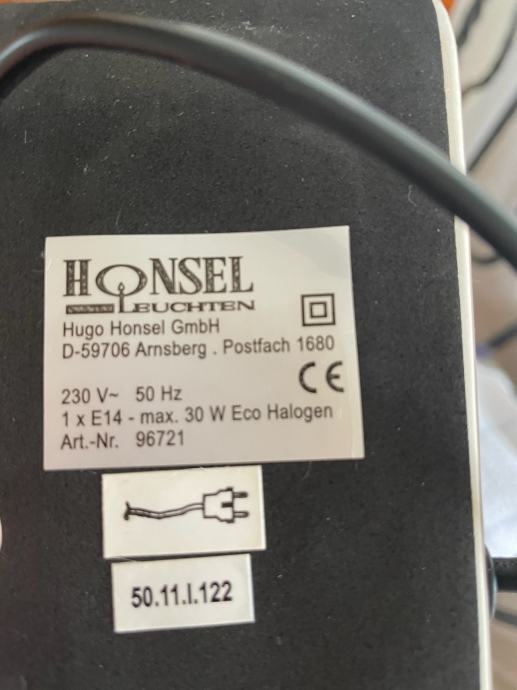 HONSEL
LEUCHTEN
Hugo Honsel GmbH
D-59706 Arnsberg . Postfach 1680
CE
230 V~ 50 Hz
1 x E14 - max. 30 W Eco Halogen
Art.-Nr. 96721
50.11.I.122